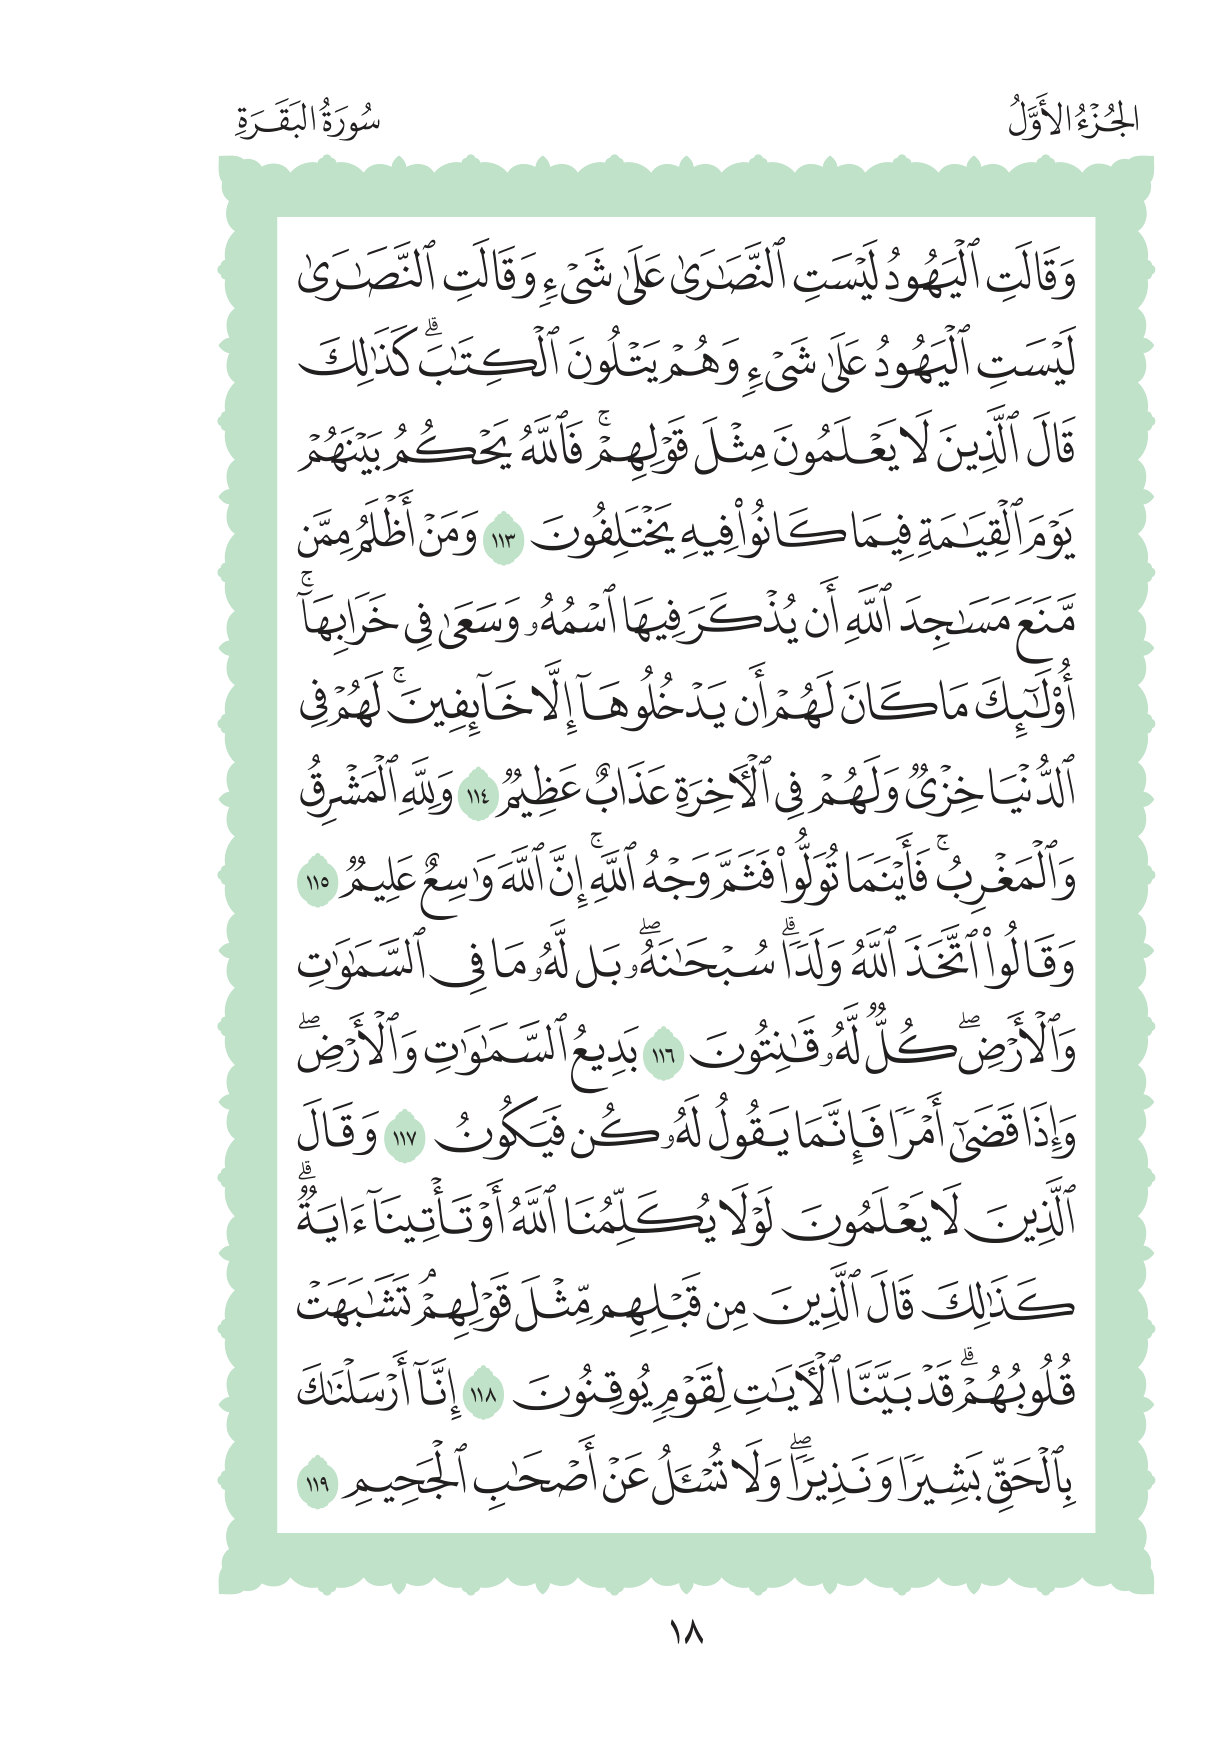 الجُزْءُ الأَوَّلُ
سُورَةُ البَقَرَةِ
وَقَالَتِ ٱلْيَهُودُ لَيْسَتِ ٱلنَّصَٰرَىٰ عَلَىٰ شَىْءٍ وَقَالَتِ ٱلنَّصَٰرَىٰ
لَيْسَتِ ٱلْيَهُودُ عَلَىٰ شَىْءٍ وَهُمْ يَتْلُونَ ٱلْكِتَٰبَۗ كَذَٰلِكَ
قَالَ ٱلَّذِينَ لَا يَعْلَمُونَ مِثْلَ قَوْلِهِمْۚ فَٱللَّهُ يَحْكُمُ بَيْنَهُمْ
يَوْمَ ٱلْقِيَٰمَةِ فِيمَا كَانُوا۟ فِيهِ يَخْتَلِفُونَ ١١٣ وَمَنْ أَظْلَمُ مِمَّن
مَّنَعَ مَسَٰجِدَ ٱللَّهِ أَن يُذْكَرَ فِيهَا ٱسْمُهُۥ وَسَعَىٰ فِى خَرَابِهَآۚ
أُو۟لَٰٓئِكَ مَا كَانَ لَهُمْ أَن يَدْخُلُوهَآ إِلَّا خَآئِفِينَۚ لَهُمْ فِى
ٱلدُّنْيَا خِزْىٌ وَلَهُمْ فِى ٱلْءَاخِرَةِ عَذَابٌ عَظِيمٌ ١١٤ وَلِلَّهِ ٱلْمَشْرِقُ
وَٱلْمَغْرِبُۚ فَأَيْنَمَا تُوَلُّوا۟ فَثَمَّ وَجْهُ ٱللَّهِۚ إِنَّ ٱللَّهَ وَٰسِعٌ عَلِيمٌ ١١٥
وَقَالُوا۟ ٱتَّخَذَ ٱللَّهُ وَلَدًاۗ سُبْحَٰنَهُۥۖ بَل لَّهُۥ مَا فِى ٱلسَّمَٰوَٰتِ
وَٱلْأَرْضِۖ كُلٌّ لَّهُۥ قَٰنِتُونَ ١١٦ بَدِيعُ ٱلسَّمَٰوَٰتِ وَٱلْأَرْضِۖ
وَإِذَا قَضَىٰٓ أَمْرًا فَإِنَّمَا يَقُولُ لَهُۥ كُن فَيَكُونُ ١١٧ وَقَالَ
ٱلَّذِينَ لَا يَعْلَمُونَ لَوْلَا يُكَلِّمُنَا ٱللَّهُ أَوْ تَأْتِينَآ ءَايَةٌۗ
كَذَٰلِكَ قَالَ ٱلَّذِينَ مِن قَبْلِهِم مِّثْلَ قَوْلِهِمْۘ تَشَٰبَهَتْ
قُلُوبُهُمْۗ قَدْ بَيَّنَّا ٱلْءَايَٰتِ لِقَوْمٍ يُوقِنُونَ ١١٨ إِنَّآ أَرْسَلْنَٰكَ
بِٱلْحَقِّ بَشِيرًا وَنَذِيرًاۖ وَلَا تُسْـَٔلُ عَنْ أَصْحَٰبِ ٱلْجَحِيمِ ١١٩
١٨